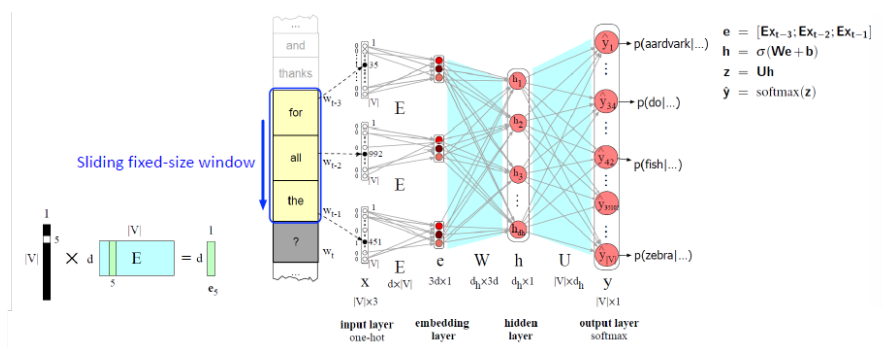 ...
and
thanks
for
all
the
?
...
Sliding fixed-size window
w_t-3
w_t-2
w_t-1
w_t
1
35
|V|
E
1
992
|V|
E
1
451
|V|
E
d×|V|
x
|V|×3
input layer
one-hot
e
3d×1
embedding
layer
W
d_h×3d
h_1
h_2
h_3
⋮
h_dh
h
d_h×1
hidden
layer
U
|V|×d_h
ŷ_1
⋮
ŷ_34
⋮
ŷ_42
⋮
⋮
ŷ_|V|
y
|V|×1
output layer
softmax
p(aardvark|...)
p(do|...)
p(fish|...)
p(zebra|...)
e = [Ex_t-3; Ex_t-2; Ex_t-1]
h = σ(We + b)
z = Uh
ŷ = softmax(z)
1
|V|
5
×
d
|V|
E
5
=
d
1
e_5